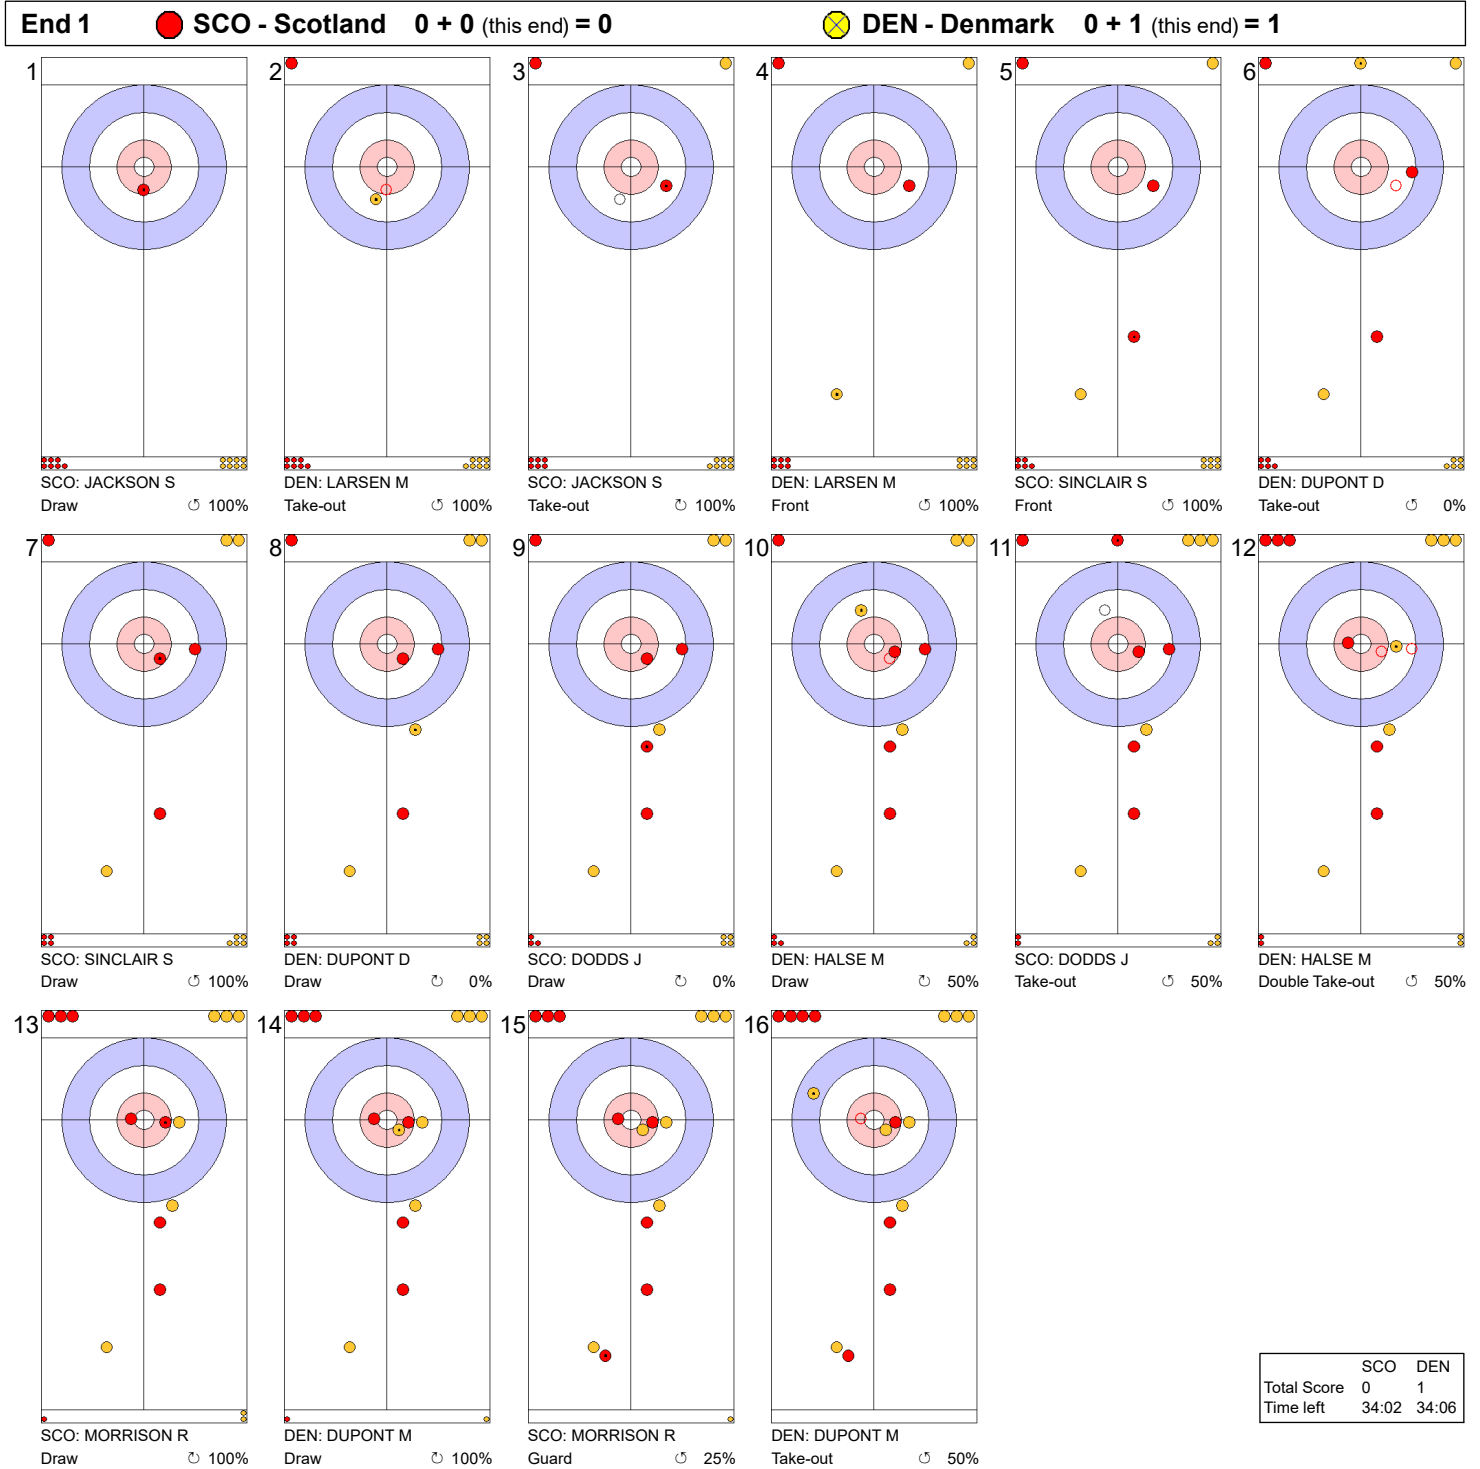 End 1 SCO - Scotland 0 + 0 (this end) = 0 DEN - Denmark 0 + 1 (this end) = 1
1 2 3 4 5 6
SCO: JACKSON S DEN: LARSEN M SCO: JACKSON S DEN: LARSEN M SCO: SINCLAIR S DEN: DUPONT D
Draw ↺ 100% Take-out ↺ 100% Take-out ↻ 100% Front ↺ 100% Front ↺ 100% Take-out ↺ 0%
7 8 9 10 11 12
SCO: SINCLAIR S DEN: DUPONT D SCO: DODDS J DEN: HALSE M SCO: DODDS J DEN: HALSE M
Draw ↺ 100% Draw ↻ 0% Draw ↻ 0% Draw ↺ 50% Take-out ↺ 50% Double Take-out ↺ 50%
13 14 15 16
SCO: MORRISON R DEN: DUPONT M SCO: MORRISON R DEN: DUPONT M
Draw ↻ 100% Draw ↻ 100% Guard ↺ 25% Take-out ↺ 50%
SCO DEN
Total Score 0 1
Time left 34:02 34:06